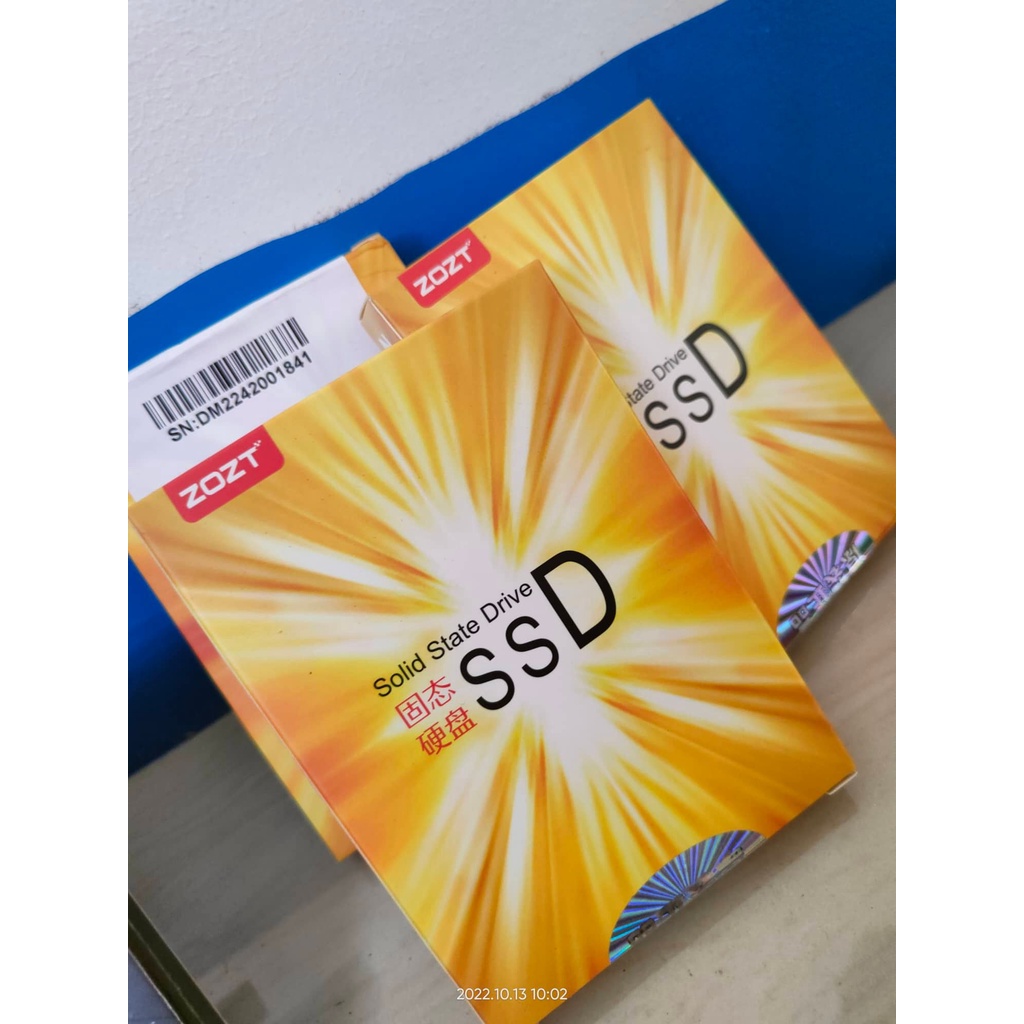 SN:DM2242001841
ZOZT
Solid State Drive
固态
硬盘
SSD
ZOZT
State Drive
SSD
2022.10.13 10:02